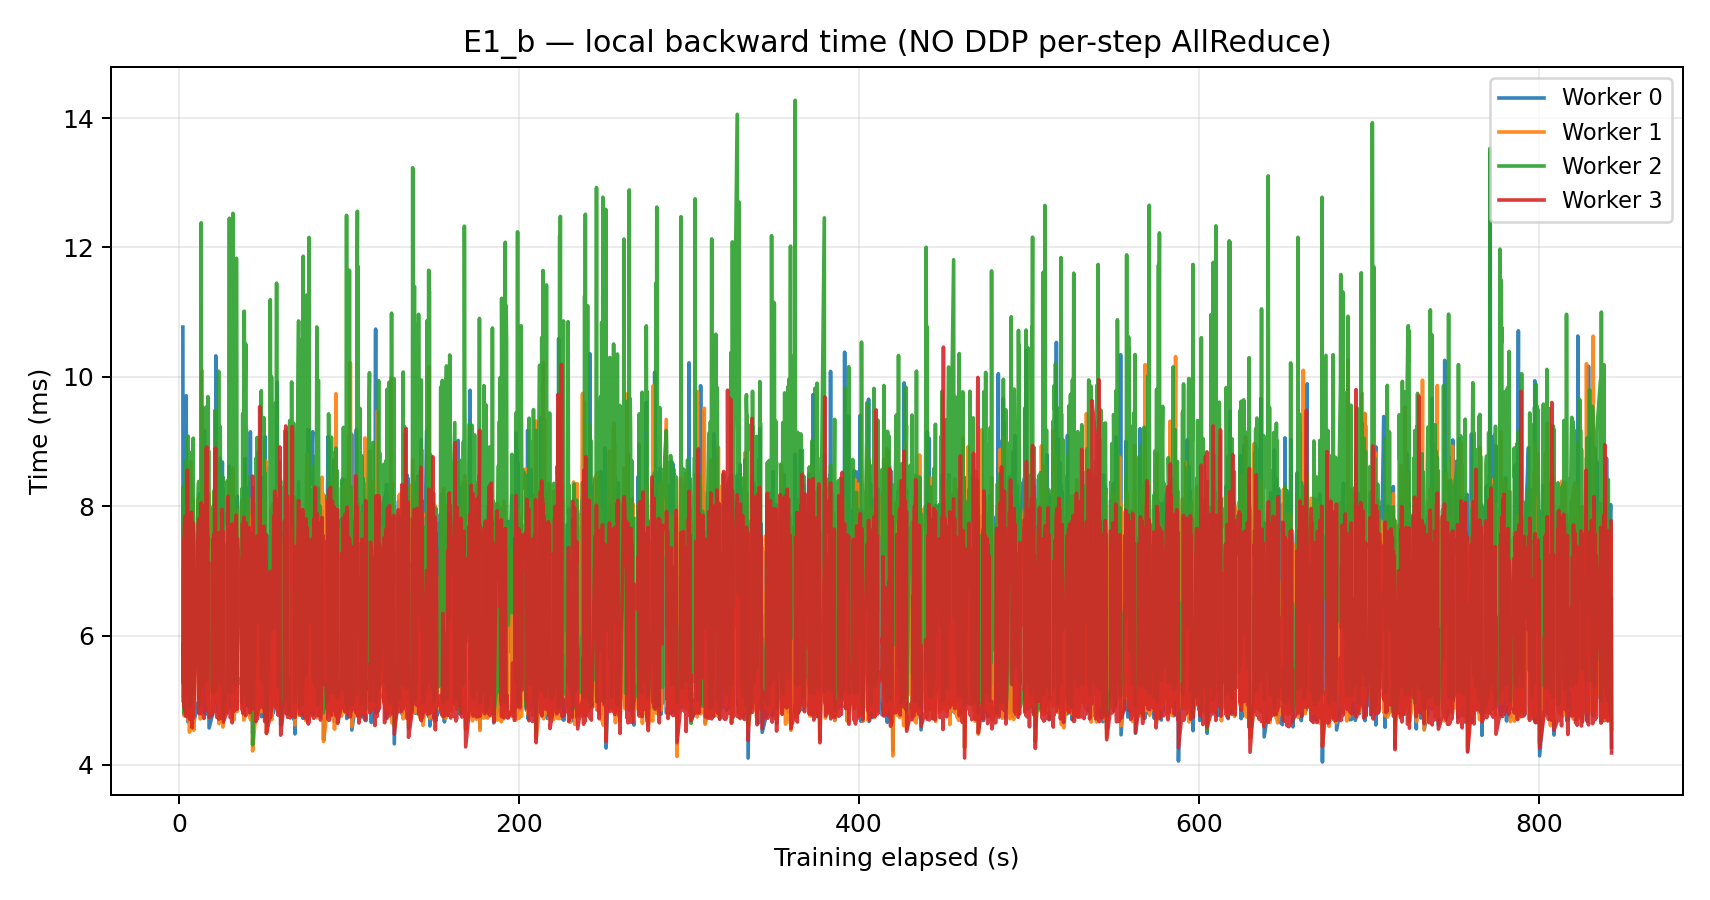 E1_b — local backward time (NO DDP per-step AllReduce)
Worker 0
Worker 1
Worker 2
Worker 3
Time (ms)
14
12
10
8
6
4
0
200
400
600
800
Training elapsed (s)